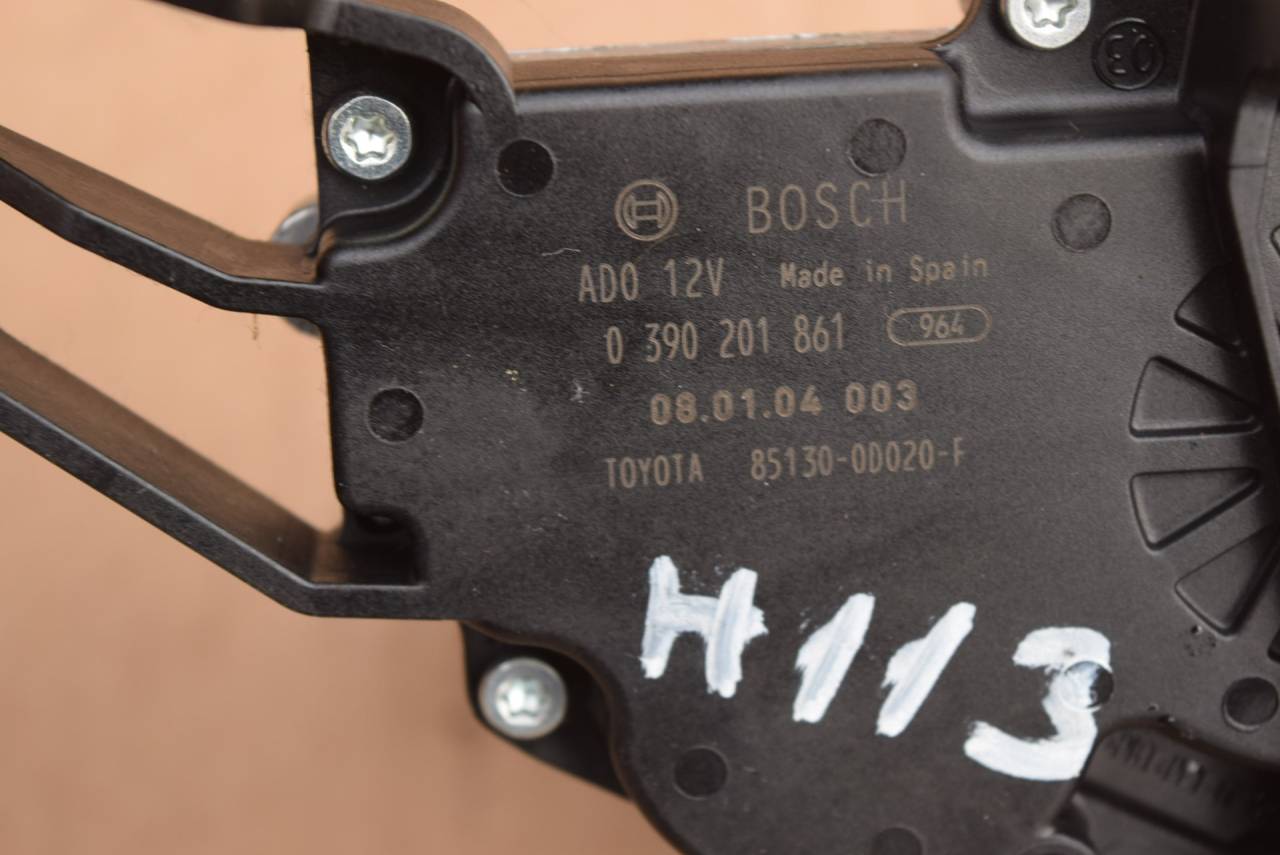 03
BOSCH
AD0 12V Made in Spain
0 390 201 861 964
08.01.04 003
TOYOTA 85130-0D020-F
H113